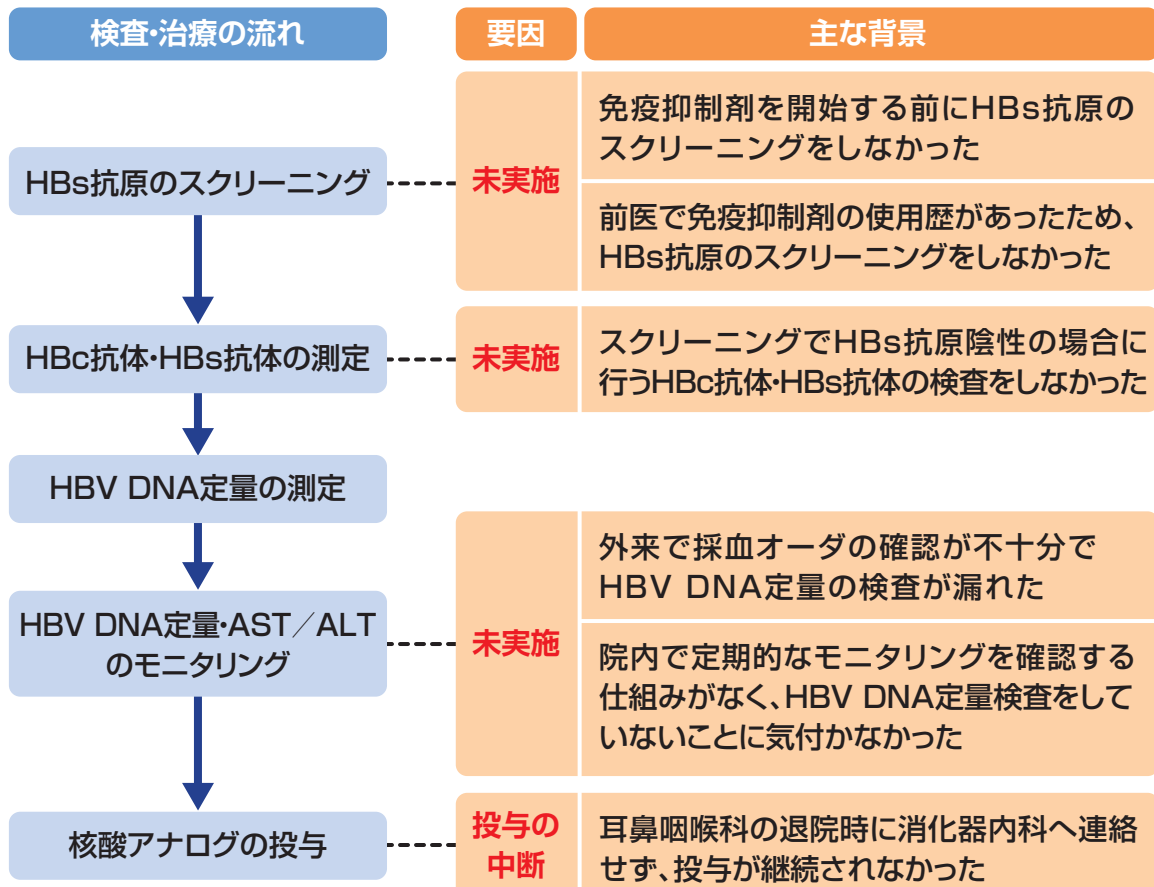 検査・治療の流れ
要因
主な背景
HBs抗原のスクリーニング
未実施
免疫抑制剤を開始する前にHBs抗原の
スクリーニングをしなかった
前医で免疫抑制剤の使用歴があったため、
HBs抗原のスクリーニングをしなかった
HBc抗体・HBs抗体の測定
未実施
スクリーニングでHBs抗原陰性の場合に
行うHBc抗体・HBs抗体の検査をしなかった
HBV DNA定量の測定
HBV DNA定量・AST／ALT
のモニタリング
未実施
外来で採血オーダの確認が不十分で
HBV DNA定量の検査が漏れた
院内で定期的なモニタリングを確認する
仕組みがなく、HBV DNA定量検査をして
いないことに気付かなかった
核酸アナログの投与
投与の
中断
耳鼻咽喉科の退院時に消化器内科へ連絡
せず、投与が継続されなかった